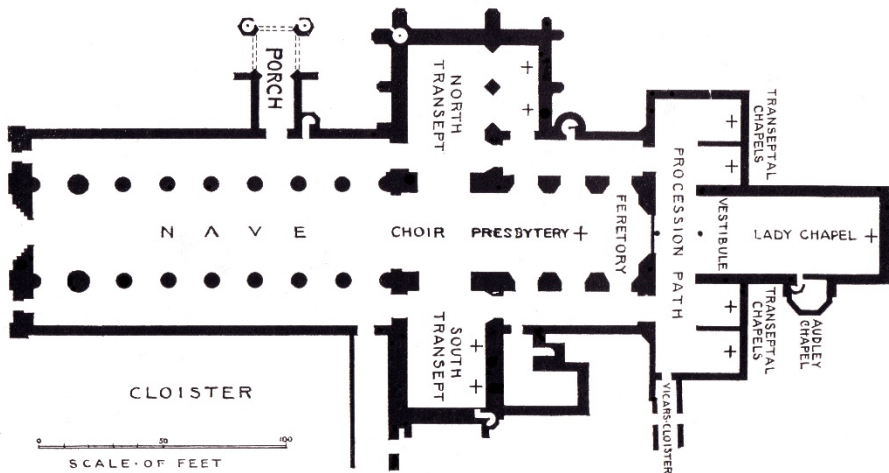 PORCH
NORTH
TRANSEPT
TRANSEPTAL
CHAPELS
PROCESSION PATH
NAVE
CHOIR
PRESBYTERY
FERETORY
VESTIBULE
LADY CHAPEL
SOUTH
TRANSEPT
TRANSEPTAL
CHAPELS
AUDLEY
CHAPEL
CLOISTER
VICARS-CLOISTER
0 50 100
SCALE·OF FEET